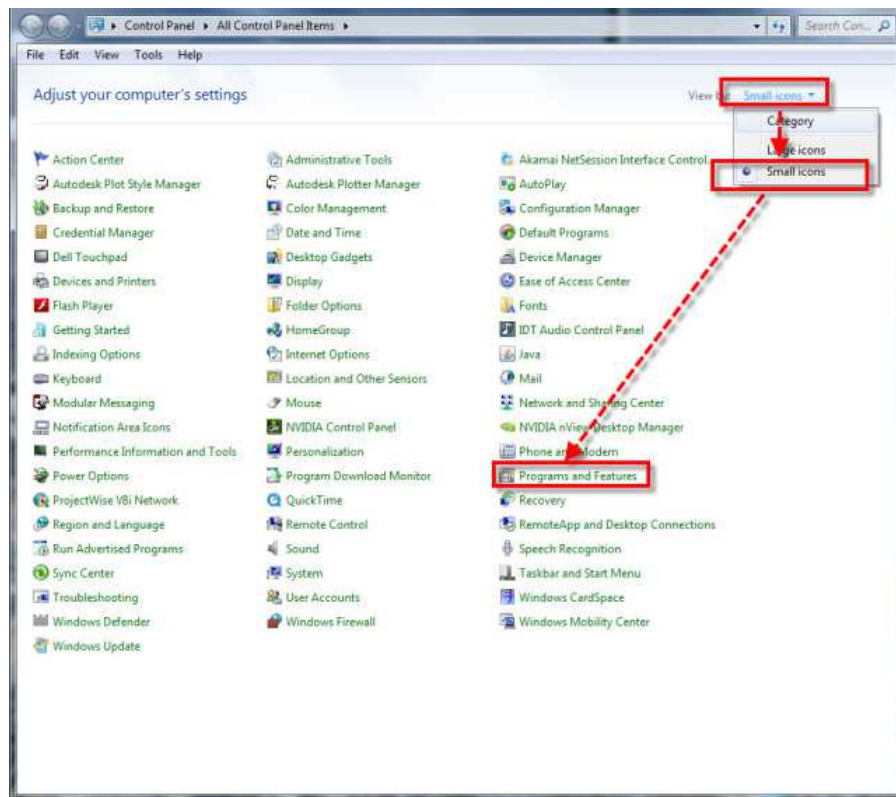 Control Panel ▸ All Control Panel Items ▸
Search Con...
File Edit View Tools Help
Adjust your computer's settings
View by: Small icons
Category
Large icons
Small icons
Action Center
Administrative Tools
Akamai NetSession Interface Control...
Autodesk Plot Style Manager
Autodesk Plotter Manager
AutoPlay
Backup and Restore
Color Management
Configuration Manager
Credential Manager
Date and Time
Default Programs
Dell Touchpad
Desktop Gadgets
Device Manager
Devices and Printers
Display
Ease of Access Center
Flash Player
Folder Options
Fonts
Getting Started
HomeGroup
IDT Audio Control Panel
Indexing Options
Internet Options
Java
Keyboard
Location and Other Sensors
Mail
Modular Messaging
Mouse
Network and Sharing Center
Notification Area Icons
NVIDIA Control Panel
NVIDIA nView Desktop Manager
Performance Information and Tools
Personalization
Phone and Modem
Power Options
Program Download Monitor
Programs and Features
ProjectWise V8i Network
QuickTime
Recovery
Region and Language
Remote Control
RemoteApp and Desktop Connections
Run Advertised Programs
Sound
Speech Recognition
Sync Center
System
Taskbar and Start Menu
Troubleshooting
User Accounts
Windows CardSpace
Windows Defender
Windows Firewall
Windows Mobility Center
Windows Update